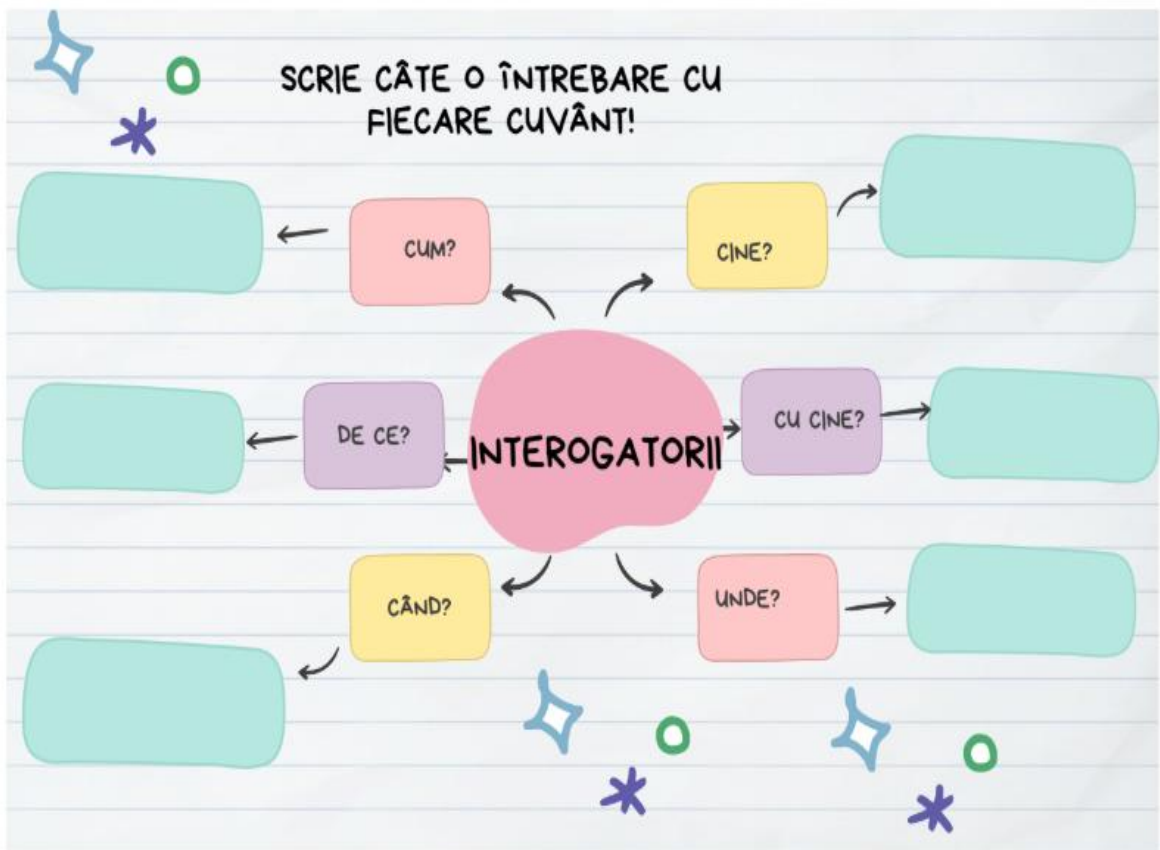 SCRIE CÂTE O ÎNTREBARE CU
FIECARE CUVÂNT!
CUM?
CINE?
DE CE?
INTEROGATORII
CU CINE?
CÂND?
UNDE?